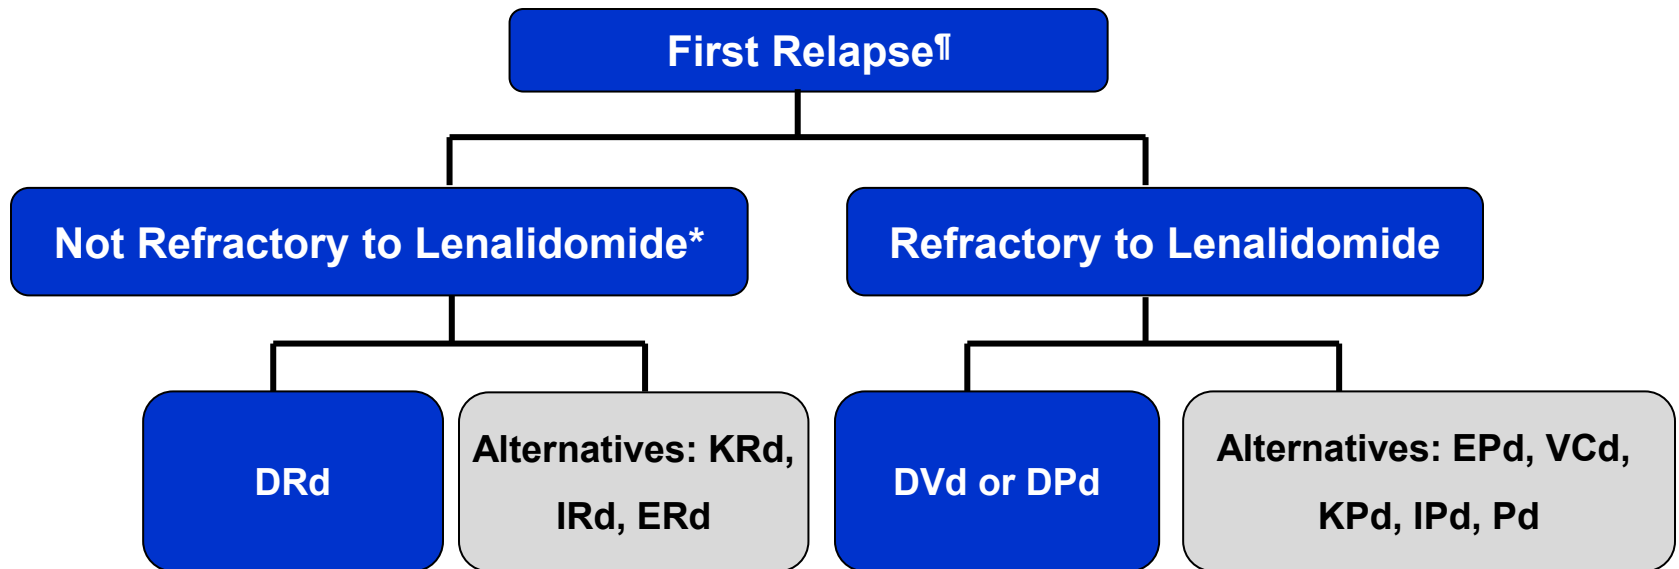 First Relapse¶
Not Refractory to Lenalidomide*
Refractory to Lenalidomide
DRd
Alternatives: KRd,
IRd, ERd
DVd or DPd
Alternatives: EPd, VCd,
KPd, IPd, Pd